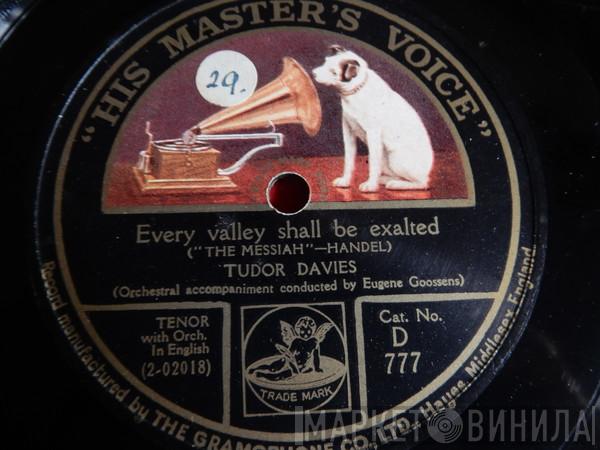 "HIS MASTER'S VOICE"
29.
Every valley shall be exalted
("THE MESSIAH"—HANDEL)
TUDOR DAVIES
(Orchestral accompaniment conducted by Eugene Goossens)
TENOR
with Orch.
In English
(2-02018)
TRADE MARK
Cat. No.
D
777
Record manufactured by THE GRAMOPHONE CO., LTD., Hayes, Middlesex, England.
МАРКЕТ ВИНИЛА